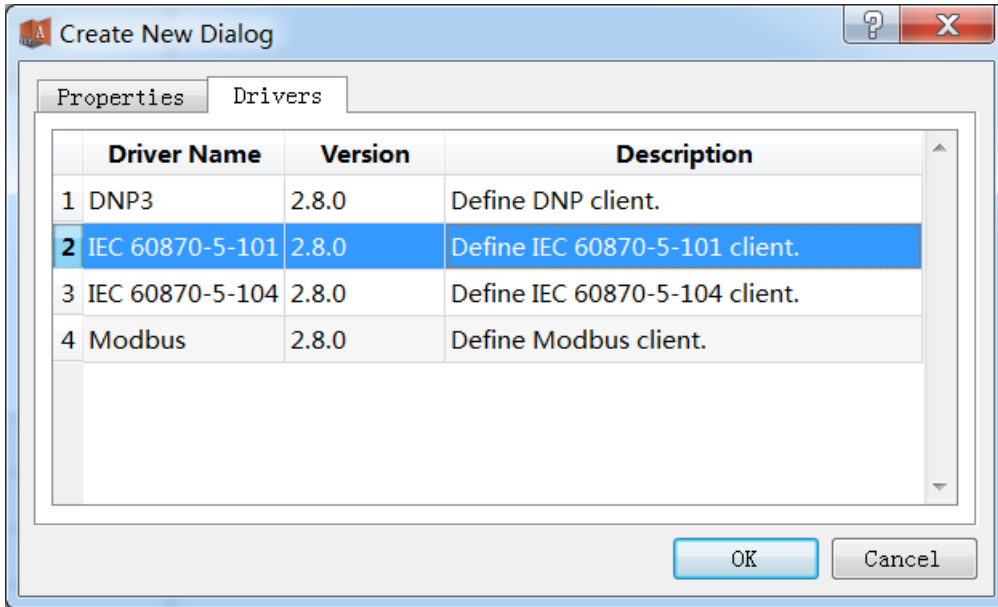 Create New Dialog
Properties Drivers
Driver Name Version Description
1 DNP3 2.8.0 Define DNP client.
2 IEC 60870-5-101 2.8.0 Define IEC 60870-5-101 client.
3 IEC 60870-5-104 2.8.0 Define IEC 60870-5-104 client.
4 Modbus 2.8.0 Define Modbus client.
OK Cancel